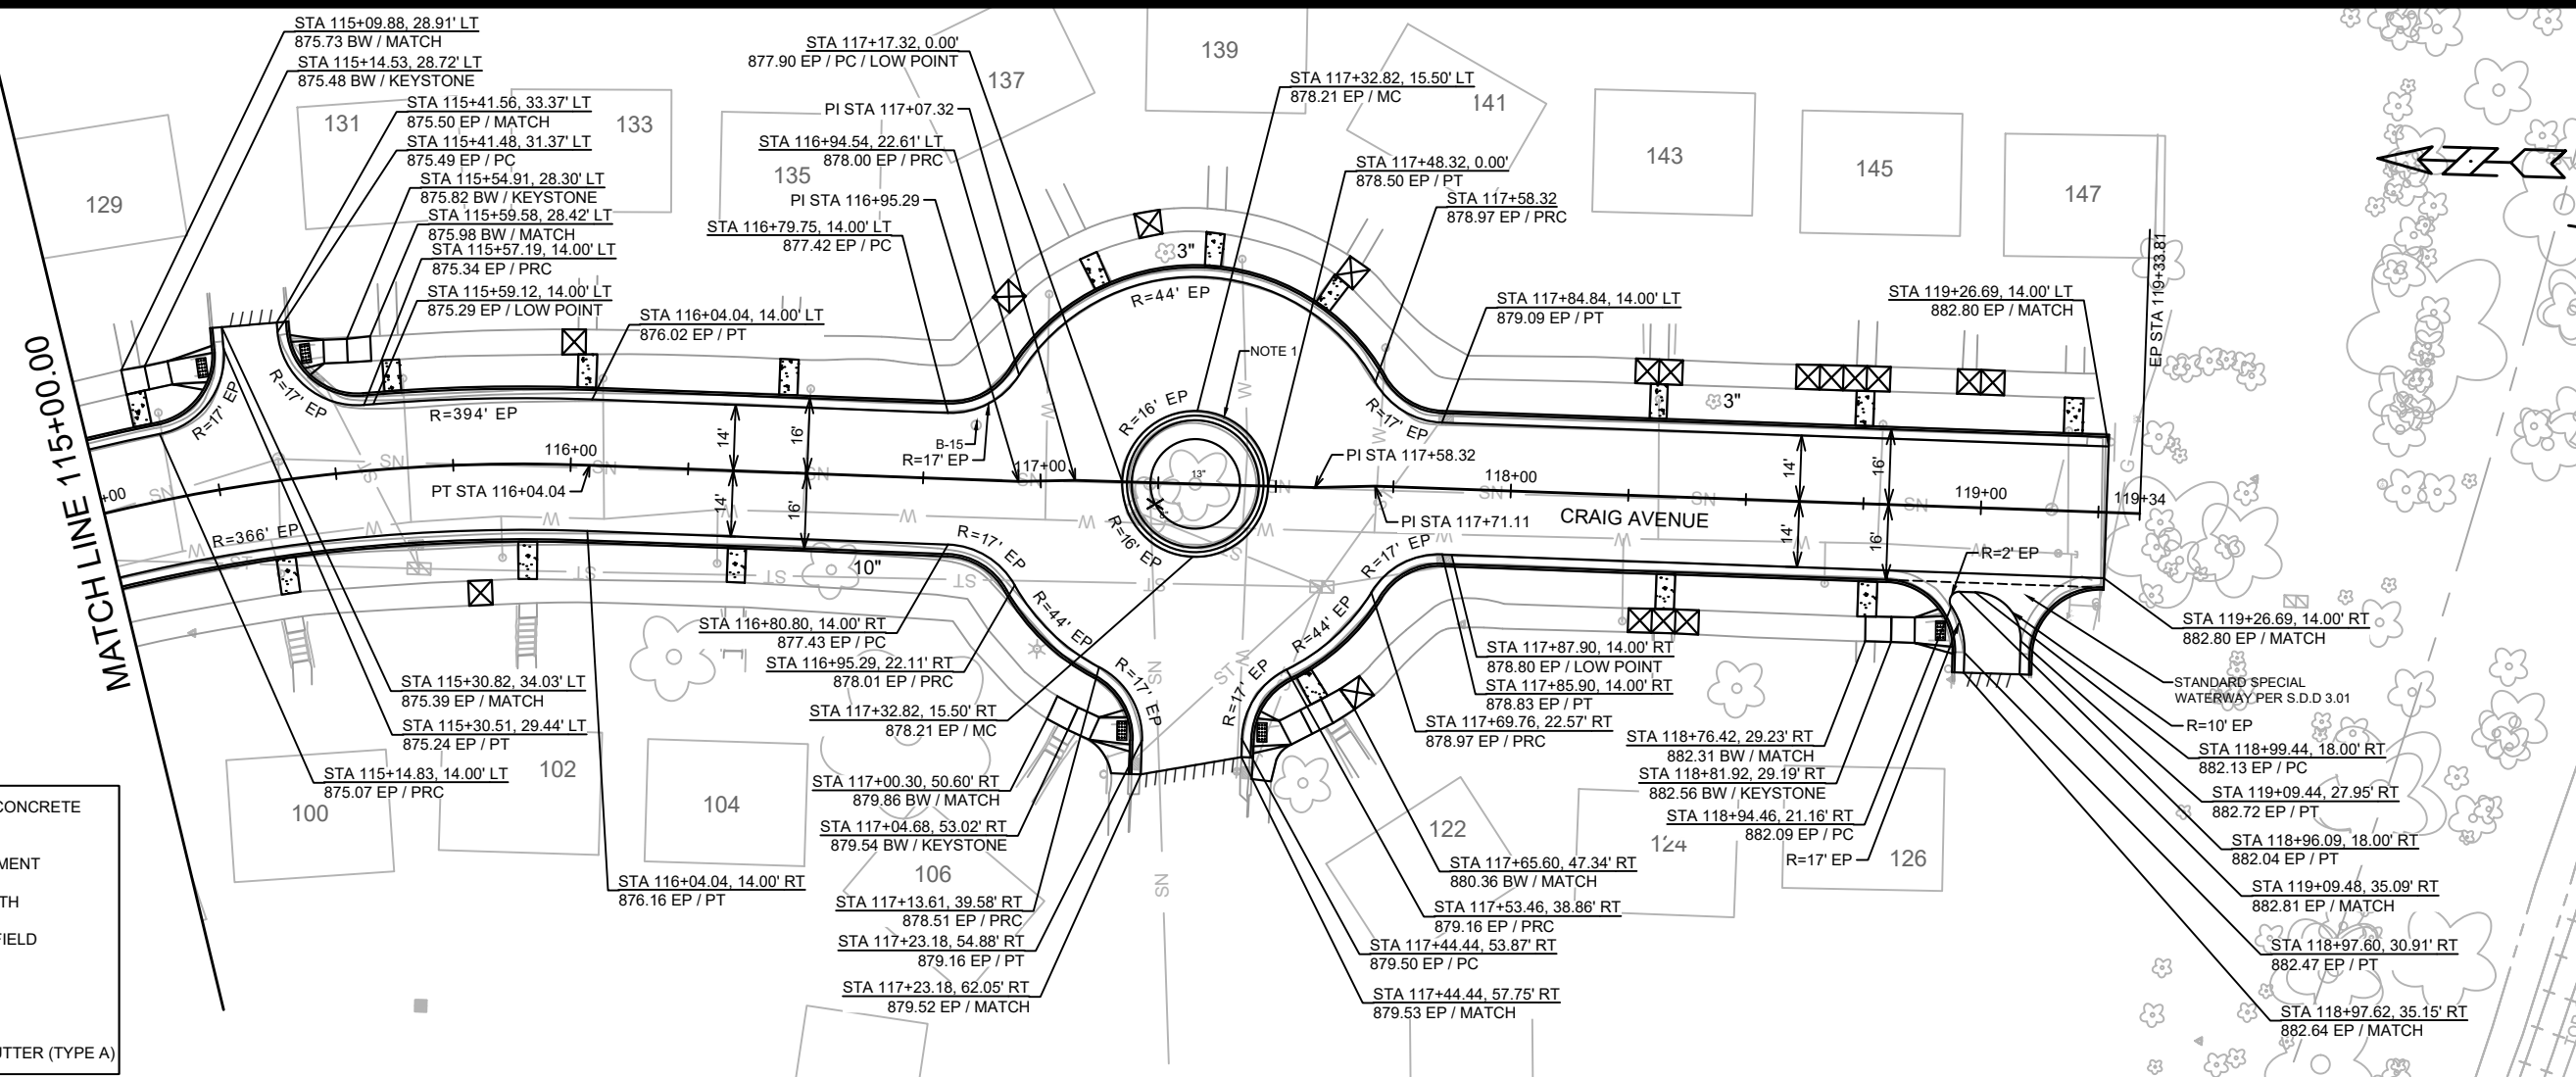 STA 115+09.88, 28.91' LT
875.73 BW / MATCH
STA 115+14.53, 28.72' LT
875.48 BW / KEYSTONE
STA 115+41.56, 33.37' LT
875.50 EP / MATCH
STA 115+41.48, 31.37' LT
875.49 EP / PC
STA 115+54.91, 28.30' LT
875.82 BW / KEYSTONE
STA 115+59.58, 28.42' LT
875.98 BW / MATCH
STA 115+57.19, 14.00' LT
875.34 EP / PRC
STA 115+59.12, 14.00' LT
875.29 EP / LOW POINT
STA 116+04.04, 14.00' LT
876.02 EP / PT
STA 117+17.32, 0.00'
877.90 EP / PC / LOW POINT
PI STA 117+07.32
STA 116+94.54, 22.61' LT
878.00 EP / PRC
PI STA 116+95.29
STA 116+79.75, 14.00' LT
877.42 EP / PC
STA 117+32.82, 15.50' LT
878.21 EP / MC
STA 117+48.32, 0.00'
878.50 EP / PT
STA 117+58.32
878.97 EP / PRC
STA 117+84.84, 14.00' LT
879.09 EP / PT
STA 119+26.69, 14.00' LT
882.80 EP / MATCH
EP STA 119+33.81
129
131
133
135
137
139
141
143
145
147
3"
3"
R=44' EP
NOTE 1
R=17' EP
R=17' EP
R=394' EP
R=16' EP
R=17' EP
B-15
R=17' EP
14'
16'
14'
16'
14'
16'
14'
16'
MATCH LINE 115+00.00
+00
116+00
117+00
118+00
119+00
119+34
PT STA 116+04.04
PI STA 117+58.32
PI STA 117+71.11
CRAIG AVENUE
13"
R=366' EP
R=17' EP
R=16' EP
R=17' EP
R=2' EP
10"
R=44' EP
R=44' EP
R=17' EP
R=17' EP
SN
SN
SN
SN
SN
SN
SN
SN
SN
SN
SN
ST
ST
ST
ST
ST
ST
W
W
W
W
W
W
W
W
W
G
STA 116+80.80, 14.00' RT
877.43 EP / PC
STA 116+95.29, 22.11' RT
878.01 EP / PRC
STA 117+32.82, 15.50' RT
878.21 EP / MC
STA 117+00.30, 50.60' RT
879.86 BW / MATCH
STA 117+04.68, 53.02' RT
879.54 BW / KEYSTONE
STA 117+13.61, 39.58' RT
878.51 EP / PRC
STA 117+23.18, 54.88' RT
879.16 EP / PT
STA 117+23.18, 62.05' RT
879.52 EP / MATCH
STA 115+30.82, 34.03' LT
875.39 EP / MATCH
STA 115+30.51, 29.44' LT
875.24 EP / PT
STA 115+14.83, 14.00' LT
875.07 EP / PRC
STA 116+04.04, 14.00' RT
876.16 EP / PT
STA 117+87.90, 14.00' RT
878.80 EP / LOW POINT
STA 117+85.90, 14.00' RT
878.83 EP / PT
STA 117+69.76, 22.57' RT
878.97 EP / PRC
STA 117+65.60, 47.34' RT
880.36 BW / MATCH
STA 117+53.46, 38.86' RT
879.16 EP / PRC
STA 117+44.44, 53.87' RT
879.50 EP / PC
STA 117+44.44, 57.75' RT
879.53 EP / MATCH
STA 118+76.42, 29.23' RT
882.31 BW / MATCH
STA 118+81.92, 29.19' RT
882.56 BW / KEYSTONE
STA 118+94.46, 21.16' RT
882.09 EP / PC
R=17' EP
STA 119+26.69, 14.00' RT
882.80 EP / MATCH
STANDARD SPECIAL
WATERWAY PER S.D.D 3.01
R=10' EP
STA 118+99.44, 18.00' RT
882.13 EP / PC
STA 119+09.44, 27.95' RT
882.72 EP / PT
STA 118+96.09, 18.00' RT
882.04 EP / PT
STA 119+09.48, 35.09' RT
882.81 EP / MATCH
STA 118+97.60, 30.91' RT
882.47 EP / PT
STA 118+97.62, 35.15' RT
882.64 EP / MATCH
100
102
104
106
122
124
126
CONCRETE
MENT
TH
FIELD
UTTER (TYPE A)